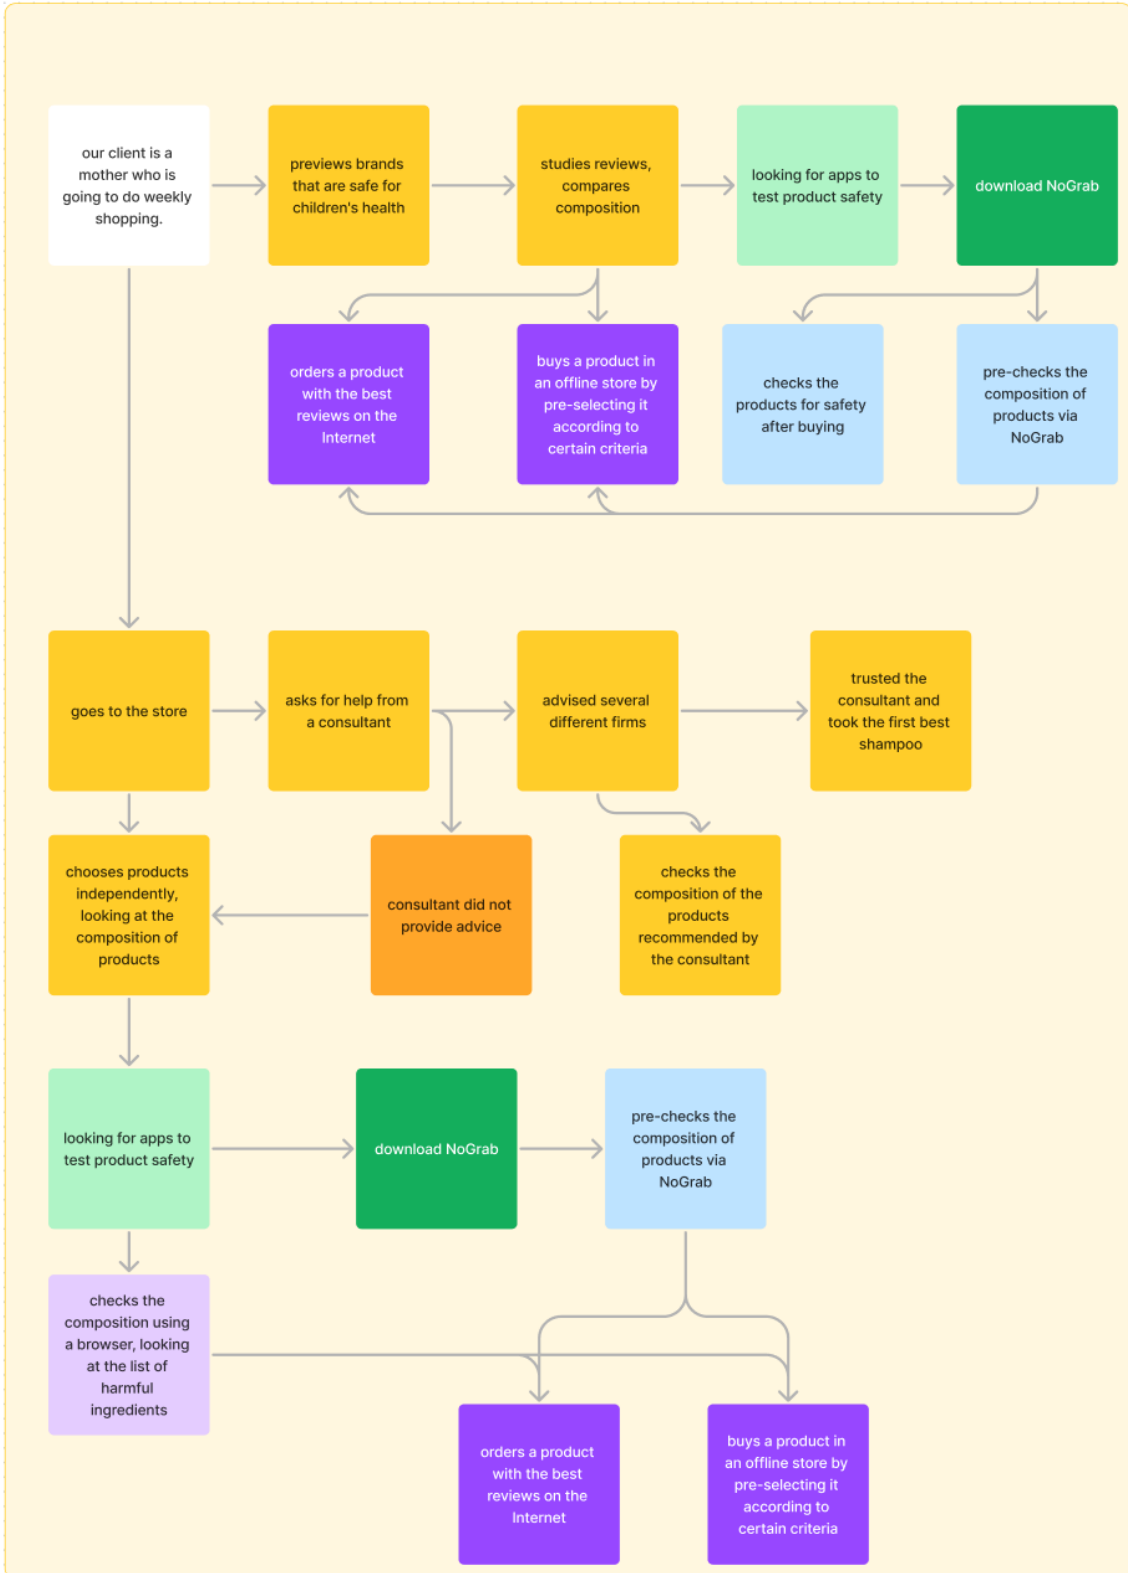 our client is a
mother who is
going to do weekly
shopping.
previews brands
that are safe for
children's health
studies reviews,
compares
composition
looking for apps to
test product safety
download NoGrab
orders a product
with the best
reviews on the
Internet
buys a product in
an offline store by
pre-selecting it
according to
certain criteria
checks the
products for safety
after buying
pre-checks the
composition of
products via
NoGrab
goes to the store
asks for help from
a consultant
advised several
different firms
trusted the
consultant and
took the first best
shampoo
chooses products
independently,
looking at the
composition of
products
consultant did not
provide advice
checks the
composition of the
products
recommended by
the consultant
looking for apps to
test product safety
download NoGrab
pre-checks the
composition of
products via
NoGrab
checks the
composition using
a browser, looking
at the list of
harmful
ingredients
orders a product
with the best
reviews on the
Internet
buys a product in
an offline store by
pre-selecting it
according to
certain criteria